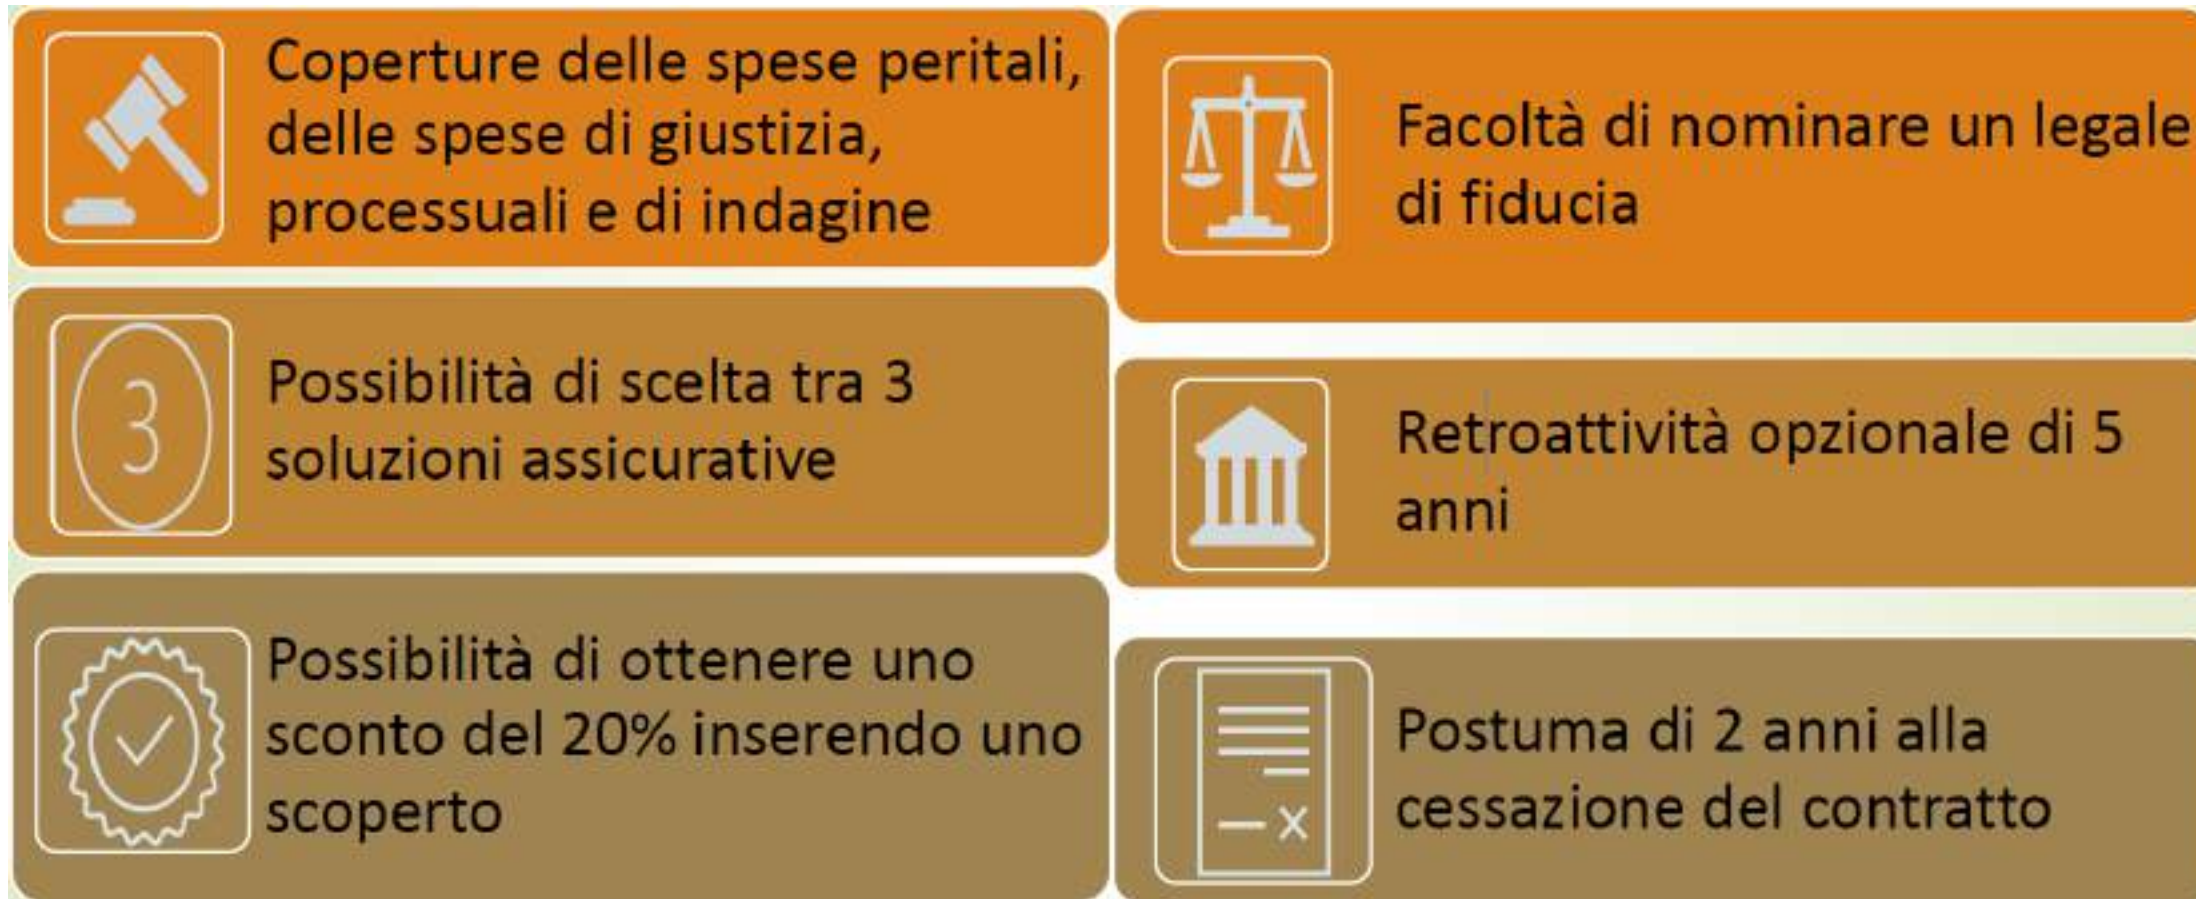 Coperture delle spese peritali,
delle spese di giustizia,
processuali e di indagine
Facoltà di nominare un legale
di fiducia
3
Possibilità di scelta tra 3
soluzioni assicurative
Retroattività opzionale di 5
anni
Possibilità di ottenere uno
sconto del 20% inserendo uno
scoperto
Postuma di 2 anni alla
cessazione del contratto